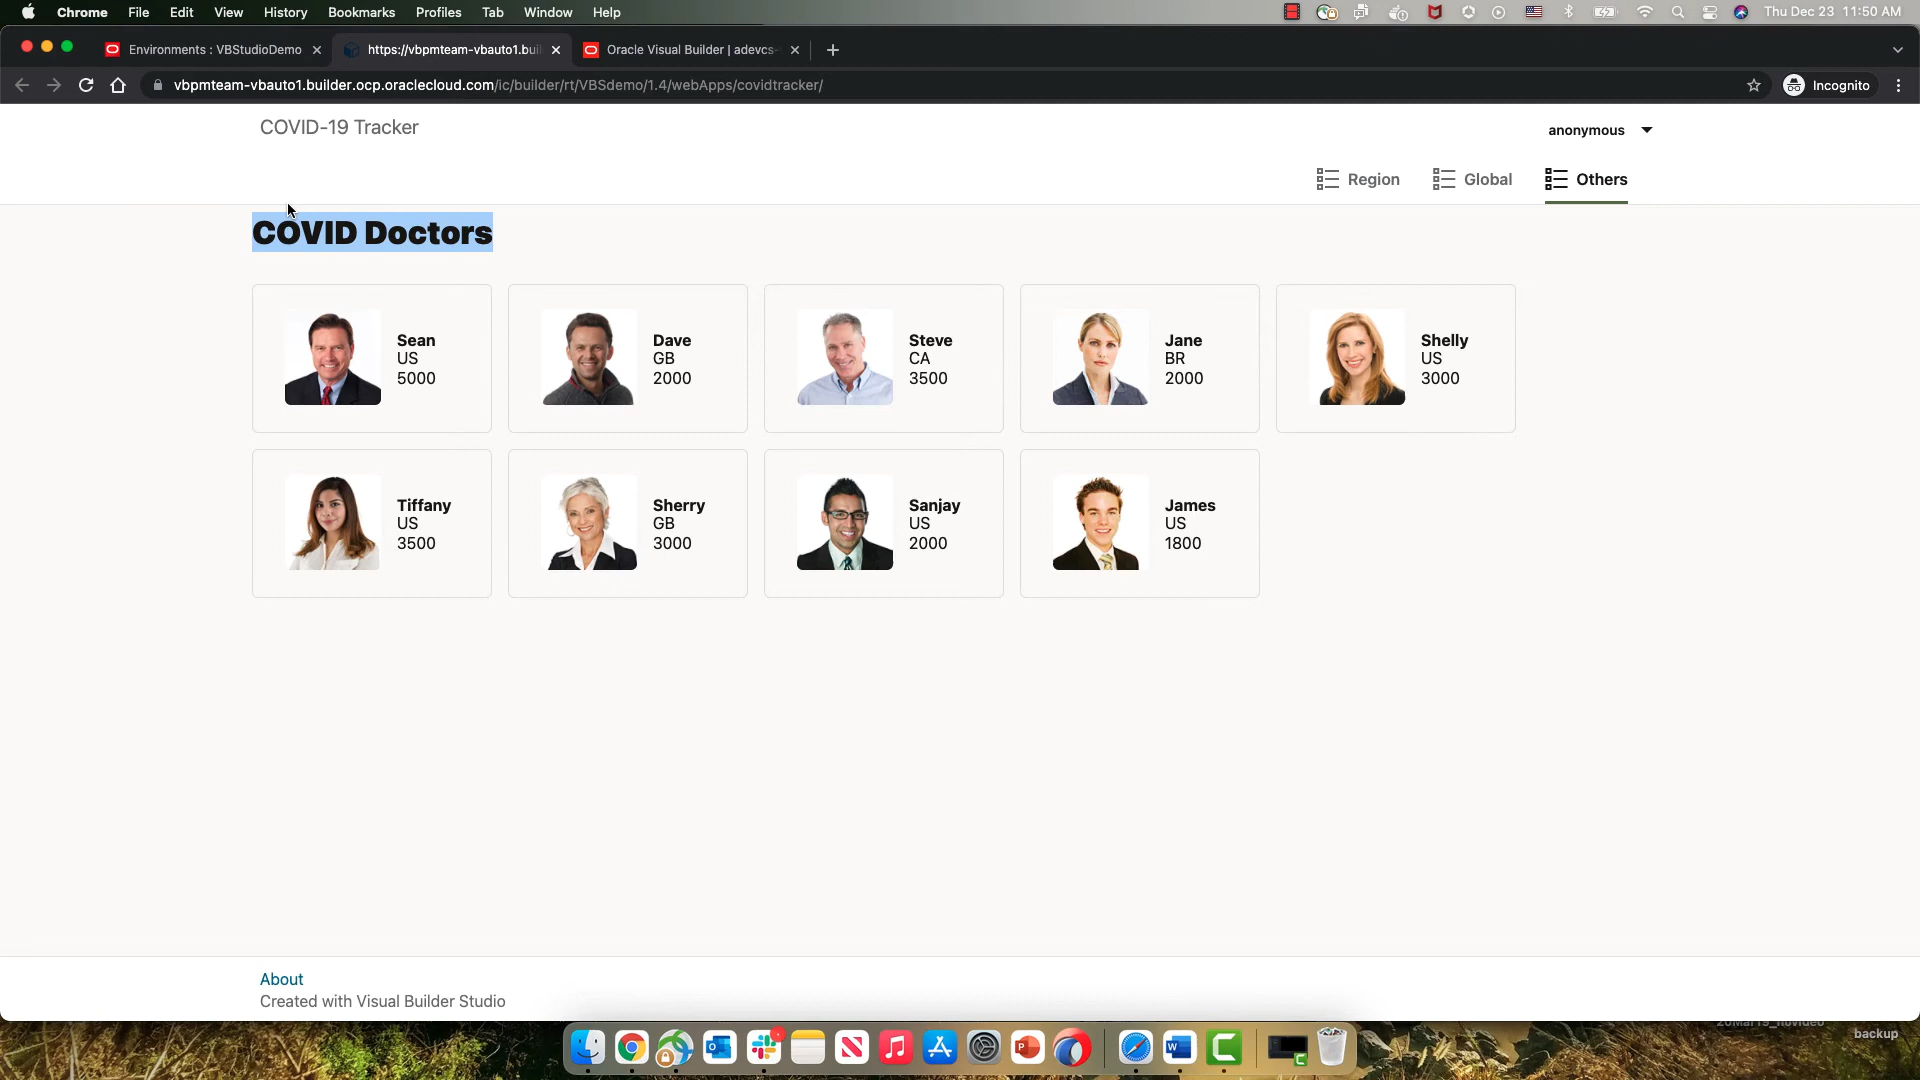 Chrome File Edit View History Bookmarks Profiles Tab Window Help Thu Dec 23 11:50 AM
Environments : VBStudioDemo https://vbpmteam-vbauto1.buil Oracle Visual Builder | adevcs-
vbpmteam-vbauto1.builder.ocp.oraclecloud.com/ic/builder/rt/VBSdemo/1.4/webApps/covidtracker/ Incognito
COVID-19 Tracker
anonymous
Region Global Others
COVID Doctors
Sean
US
5000
Dave
GB
2000
Steve
CA
3500
Jane
BR
2000
Shelly
US
3000
Tiffany
US
3500
Sherry
GB
3000
Sanjay
US
2000
James
US
1800
About
Created with Visual Builder Studio
backup